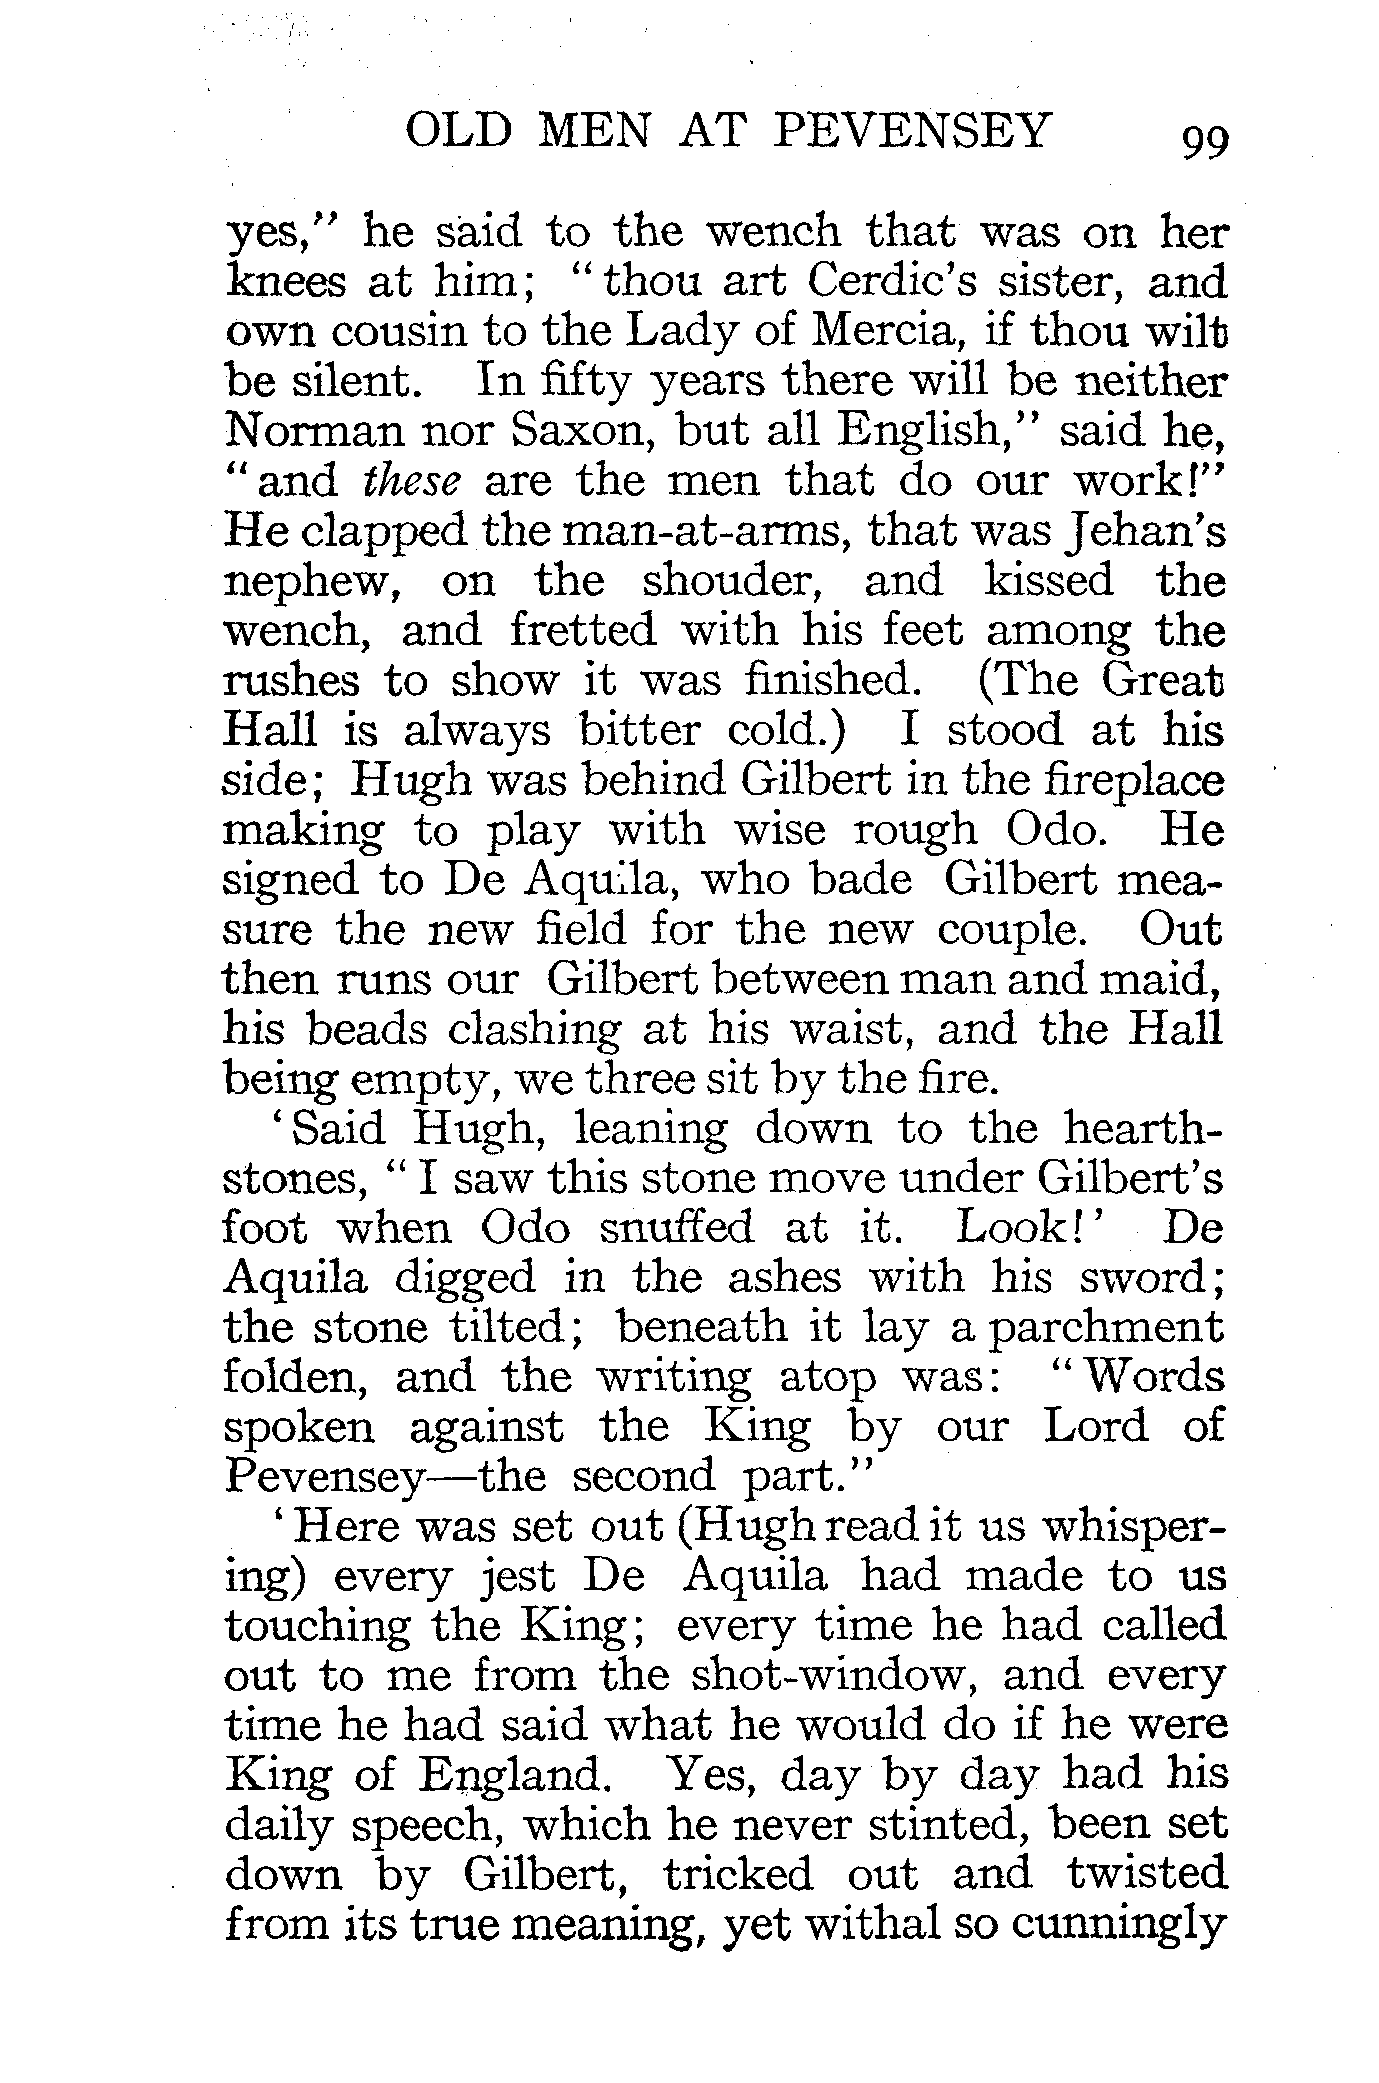 OLD MEN AT PEVENSEY 99
yes," he said to the wench that was on her
knees at him; "thou art Cerdic's sister, and
own cousin to the Lady of Mercia, if thou wilt
be silent. In fifty years there will be neither
Norman nor Saxon, but all English," said he,
"and these are the men that do our work!"
He clapped the man-at-arms, that was Jehan's
nephew, on the shouder, and kissed the
wench, and fretted with his feet among the
rushes to show it was finished. (The Great
Hall is always bitter cold.) I stood at his
side; Hugh was behind Gilbert in the fireplace
making to play with wise rough Odo. He
signed to De Aquila, who bade Gilbert mea-
sure the new field for the new couple. Out
then runs our Gilbert between man and maid,
his beads clashing at his waist, and the Hall
being empty, we three sit by the fire.
'Said Hugh, leaning down to the hearth-
stones, "I saw this stone move under Gilbert's
foot when Odo snuffed at it. Look!' De
Aquila digged in the ashes with his sword;
the stone tilted; beneath it lay a parchment
folden, and the writing atop was: "Words
spoken against the King by our Lord of
Pevensey—the second part."
'Here was set out (Hugh read it us whisper-
ing) every jest De Aquila had made to us
touching the King; every time he had called
out to me from the shot-window, and every
time he had said what he would do if he were
King of England. Yes, day by day had his
daily speech, which he never stinted, been set
down by Gilbert, tricked out and twisted
from its true meaning, yet withal so cunningly